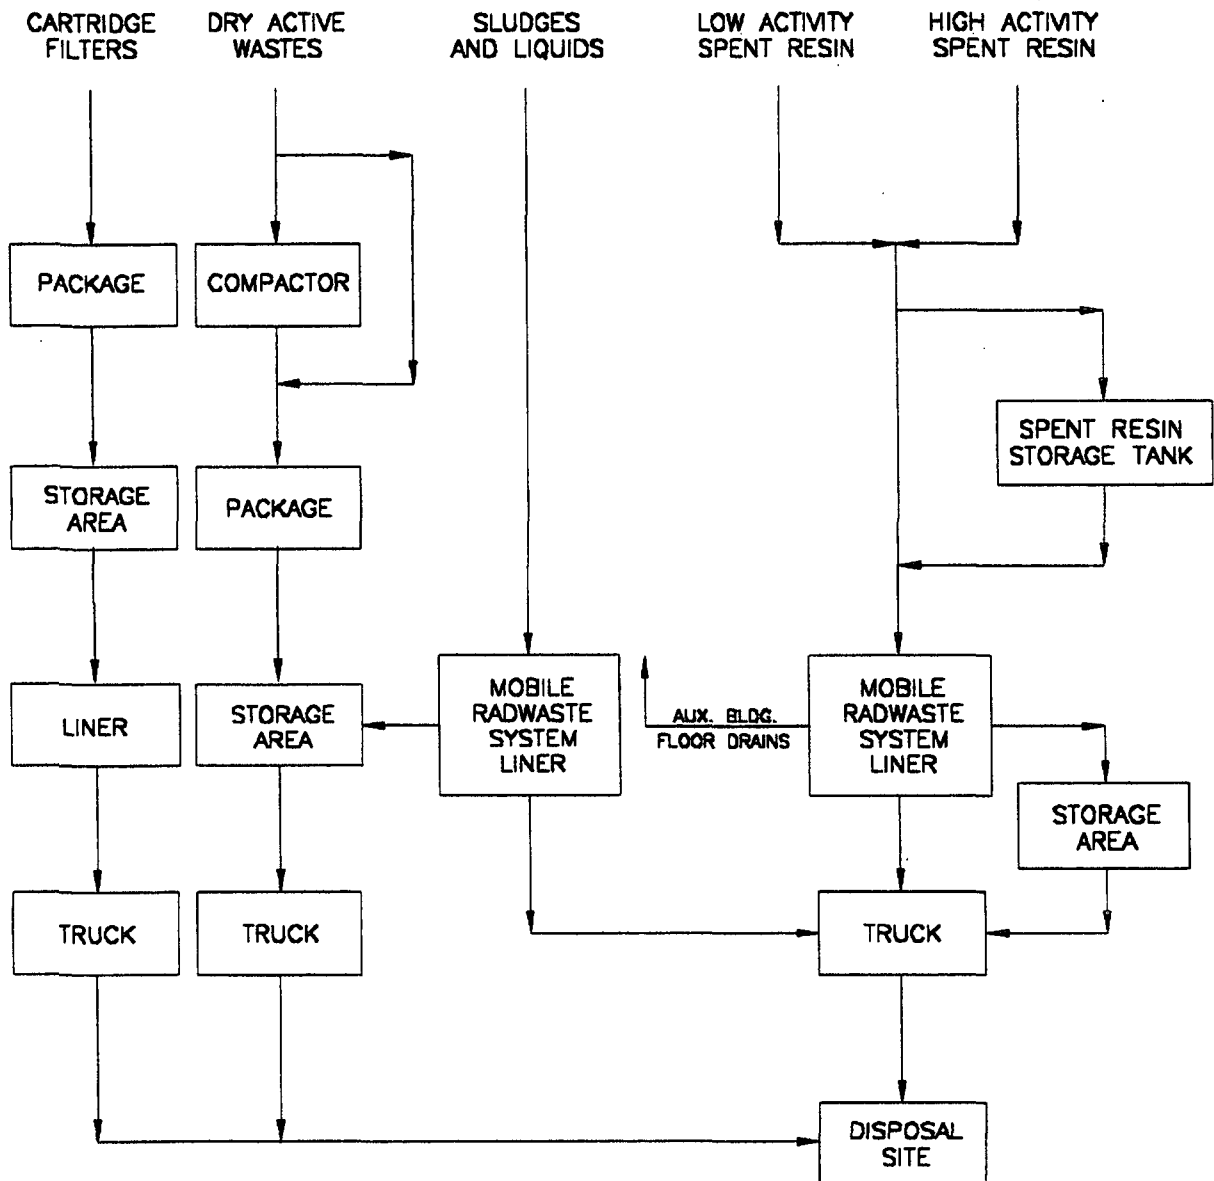 CARTRIDGE
FILTERS
DRY ACTIVE
WASTES
SLUDGES
AND LIQUIDS
LOW ACTIVITY
SPENT RESIN
HIGH ACTIVITY
SPENT RESIN
PACKAGE
COMPACTOR
SPENT RESIN
STORAGE TANK
STORAGE
AREA
PACKAGE
LINER
STORAGE
AREA
MOBILE
RADWASTE
SYSTEM
LINER
AUX. BLDG.
FLOOR DRAINS
MOBILE
RADWASTE
SYSTEM
LINER
STORAGE
AREA
TRUCK
TRUCK
TRUCK
DISPOSAL
SITE